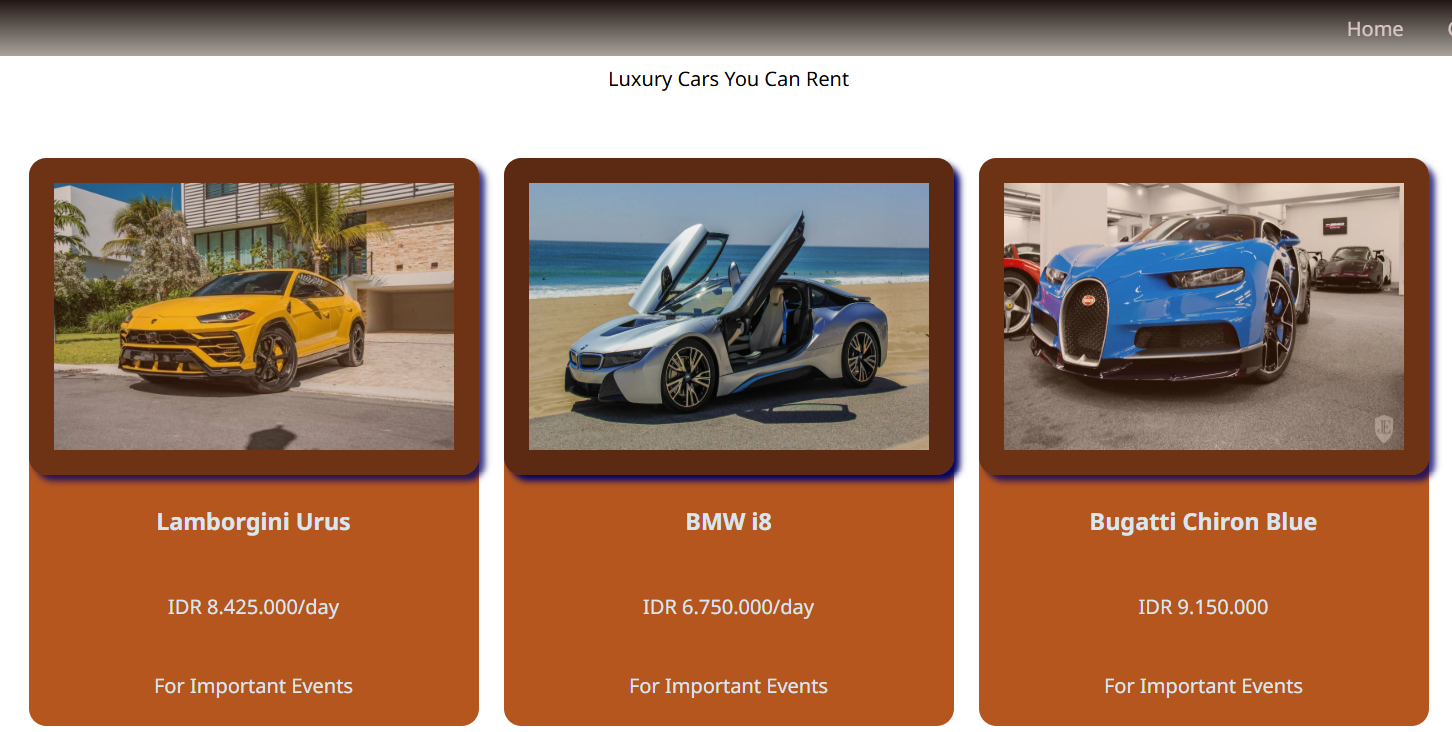 Home
Luxury Cars You Can Rent
Lamborgini Urus
BMW i8
Bugatti Chiron Blue
IDR 8.425.000/day
IDR 6.750.000/day
IDR 9.150.000
For Important Events
For Important Events
For Important Events